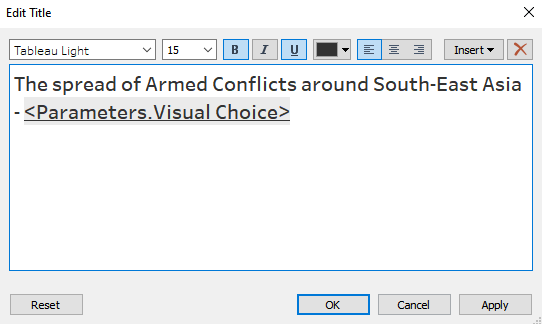 Edit Title
Tableau Light 15 B I U Insert
The spread of Armed Conflicts around South-East Asia
- <Parameters.Visual Choice>
Reset OK Cancel Apply